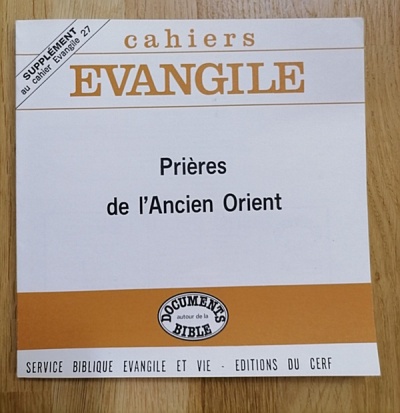 SUPPLÉMENT
au cahier Evangile 27
cahiers
EVANGILE
Prières
de l'Ancien Orient
DOCUMENTS
autour de la
BIBLE
SERVICE BIBLIQUE EVANGILE ET VIE - EDITIONS DU CERF